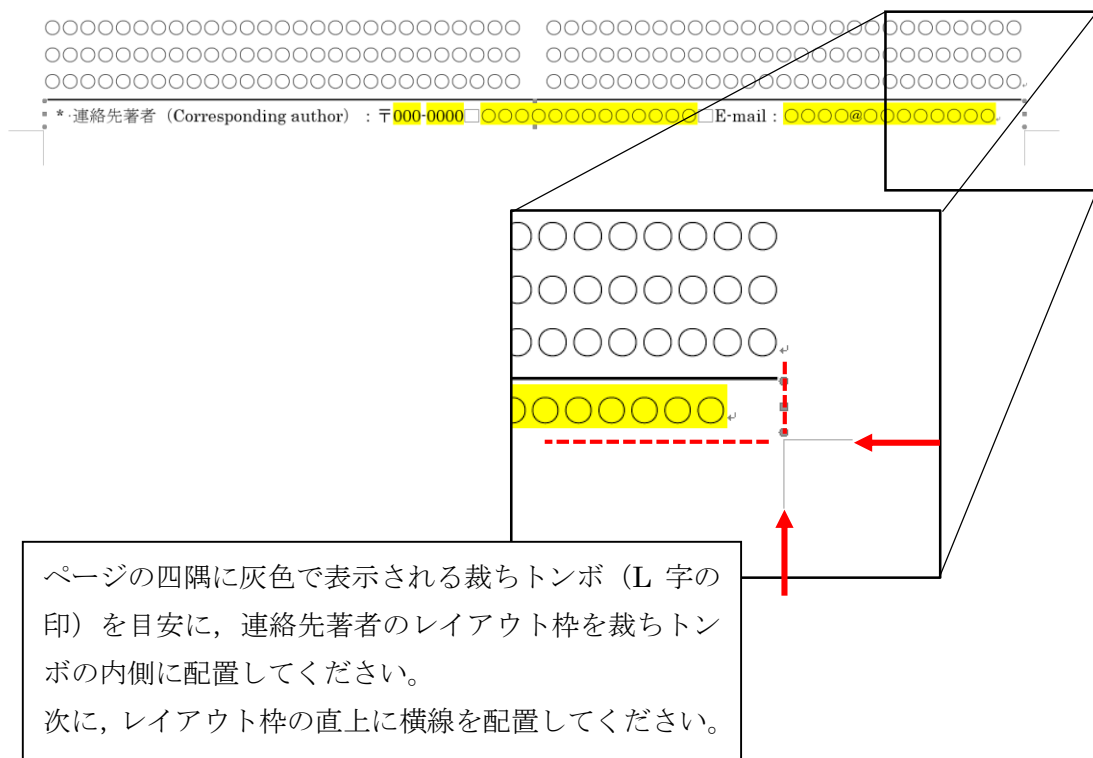 ○○○○○○○○○○○○○○○○○○○○○○○○○○○ ○○○○○○○○○○○○○○○○○○○○○○○○○○○
○○○○○○○○○○○○○○○○○○○○○○○○○○○ ○○○○○○○○○○○○○○○○○○○○○○○○○○○
○○○○○○○○○○○○○○○○○○○○○○○○○○○ ○○○○○○○○○○○○○○○○○○○○○○○○○○○
*·連絡先著者（Corresponding author）：〒000-0000□○○○○○○○○○○○○○□E-mail：○○○○@○○○○○○○○
○○○○○○○○
○○○○○○○○
○○○○○○○○
○○○○○○○
ページの四隅に灰色で表示される裁ちトンボ（L 字の
印）を目安に，連絡先著者のレイアウト枠を裁ちトン
ボの内側に配置してください。
次に，レイアウト枠の直上に横線を配置してください。